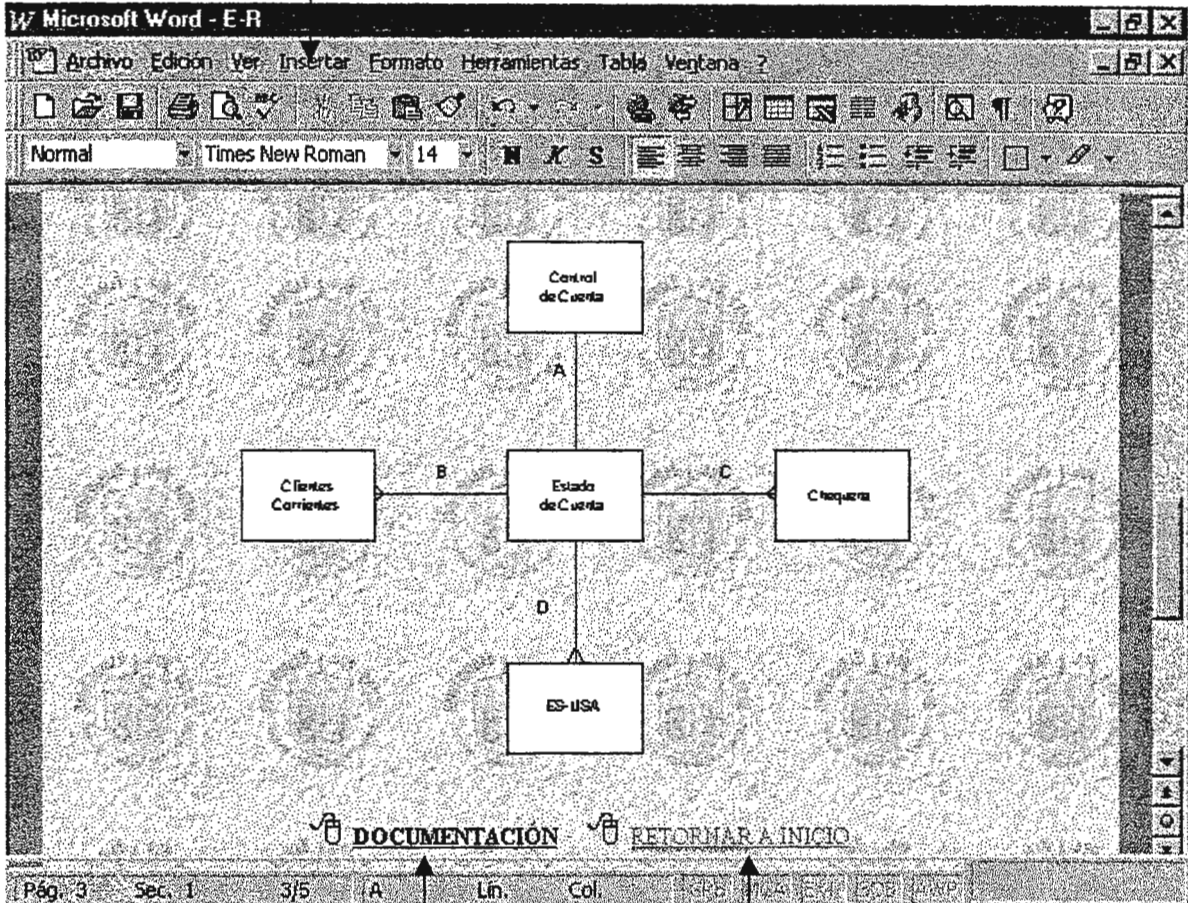 W Microsoft Word - E-R
Archivo Edición Ver Insertar Formato Herramientas Tabla Ventana ?
Normal Times New Roman 14 N K S
Control
de Cuenta
A
Clientes
Corrientes
B
Estado
de Cuenta
C
Chequera
D
ES-USA
DOCUMENTACIÓN RETORNAR A INICIO
Pág. 3 Sec. 1 3/5 A Lín. Col.